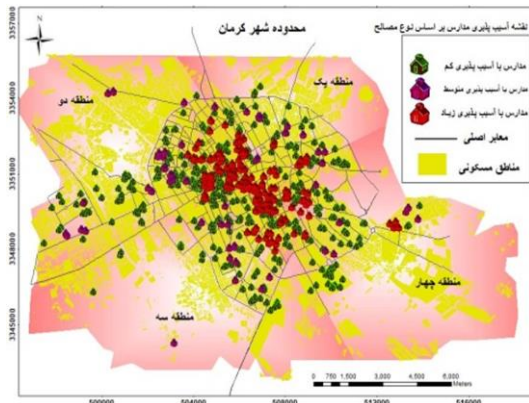 نقشه آسیب پذیری مدارس بر اساس نوع مصالح
محدوده شهر کرمان
مدارس با آسیب پذیری کم
مدارس با آسیب پذیری متوسط
مدارس با آسیب پذیری زیاد
معابر اصلی
مناطق مسکونی
منطقه یک
منطقه دو
منطقه سه
منطقه چهار
N
3357000
3354000
3351000
3348000
3345000
0 750 1,500 3,000 4,500 6,000
Meters